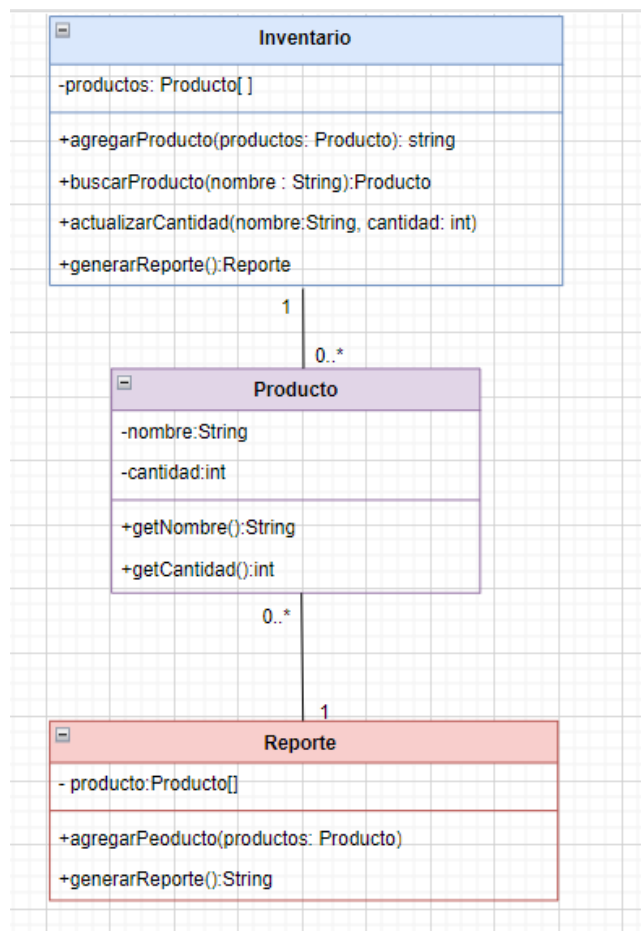 Inventario
-productos: Producto[ ]
+agregarProducto(productos: Producto): string
+buscarProducto(nombre : String):Producto
+actualizarCantidad(nombre:String, cantidad: int)
+generarReporte():Reporte
1
0..*
Producto
-nombre:String
-cantidad:int
+getNombre():String
+getCantidad():int
0..*
1
Reporte
- producto:Producto[]
+agregarPeoducto(productos: Producto)
+generarReporte():String